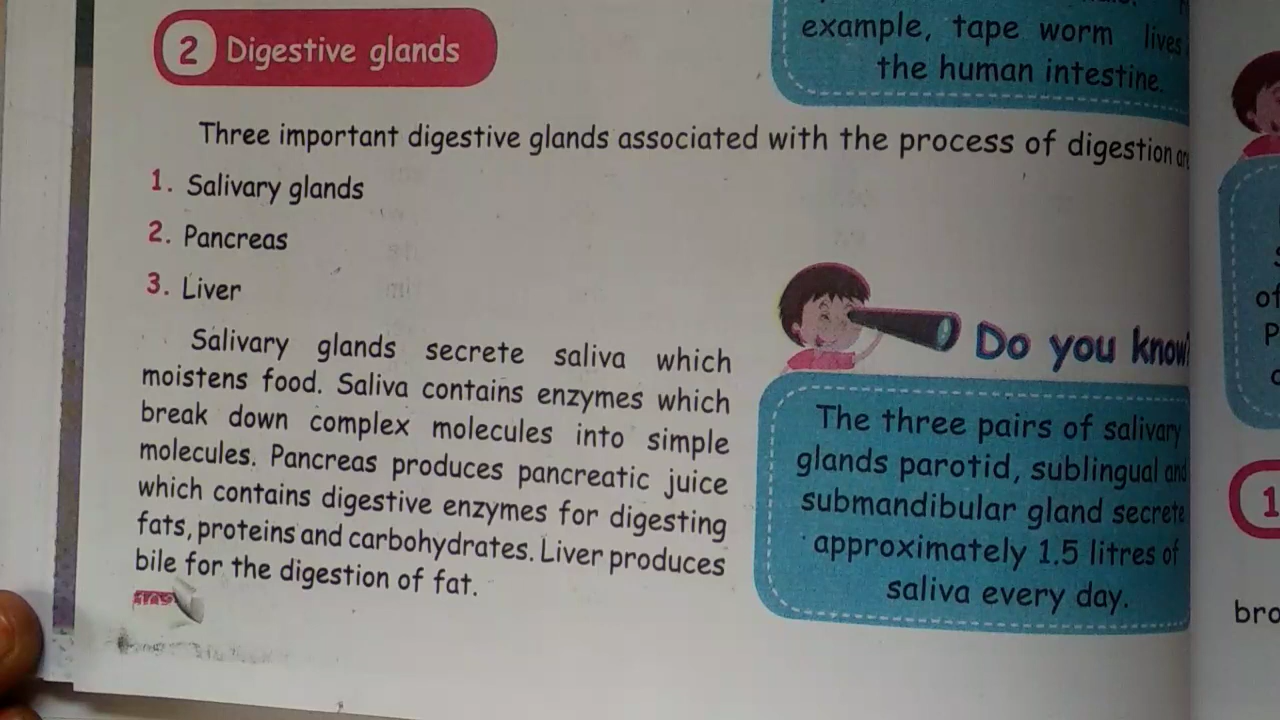 example, tape worm lives
the human intestine.
2 Digestive glands
Three important digestive glands associated with the process of digestion
1. Salivary glands
2. Pancreas
3. Liver
Salivary glands secrete saliva which
moistens food. Saliva contains enzymes which
break down complex molecules into simple
molecules. Pancreas produces pancreatic juice
which contains digestive enzymes for digesting
fats, proteins and carbohydrates. Liver produces
bile for the digestion of fat.
Do you know
The three pairs of salivary
glands parotid, sublingual and
submandibular gland secrete
approximately 1.5 litres of
saliva every day.
of
1
bro